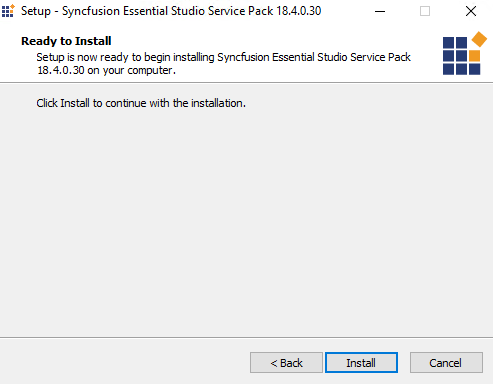 Setup - Syncfusion Essential Studio Service Pack 18.4.0.30
Ready to Install
Setup is now ready to begin installing Syncfusion Essential Studio Service Pack
18.4.0.30 on your computer.
Click Install to continue with the installation.
< Back Install Cancel